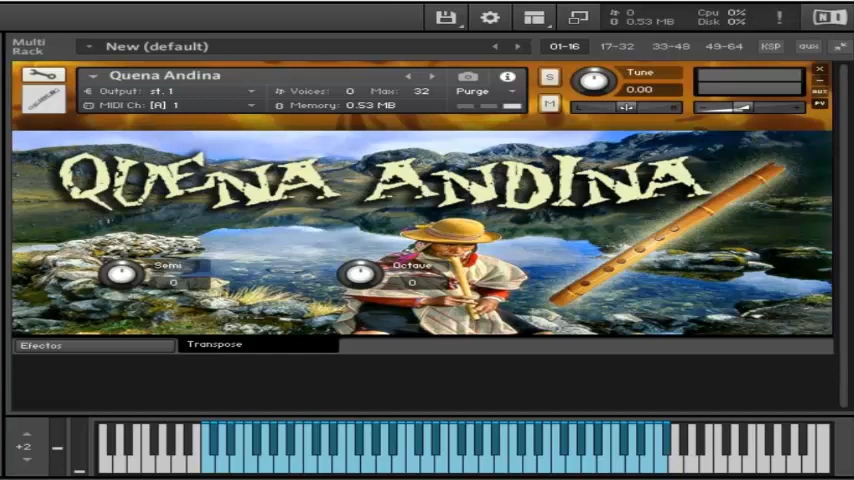 0
Cpu 0%
0.53 MB
Disk 0%
!
NI
Multi
Rack
New (default)
01-16
17-32
33-48
49-64
KSP
aux
Quena Andina
Output: st. 1
Voices: 0
Max: 32
Purge
MIDI Ch: [A] 1
Memory: 0.53 MB
S
M
Tune
0.00
aux
PV
QUENA ANDINA
Semi
0
Octave
0
Efectos
Transpose
+2